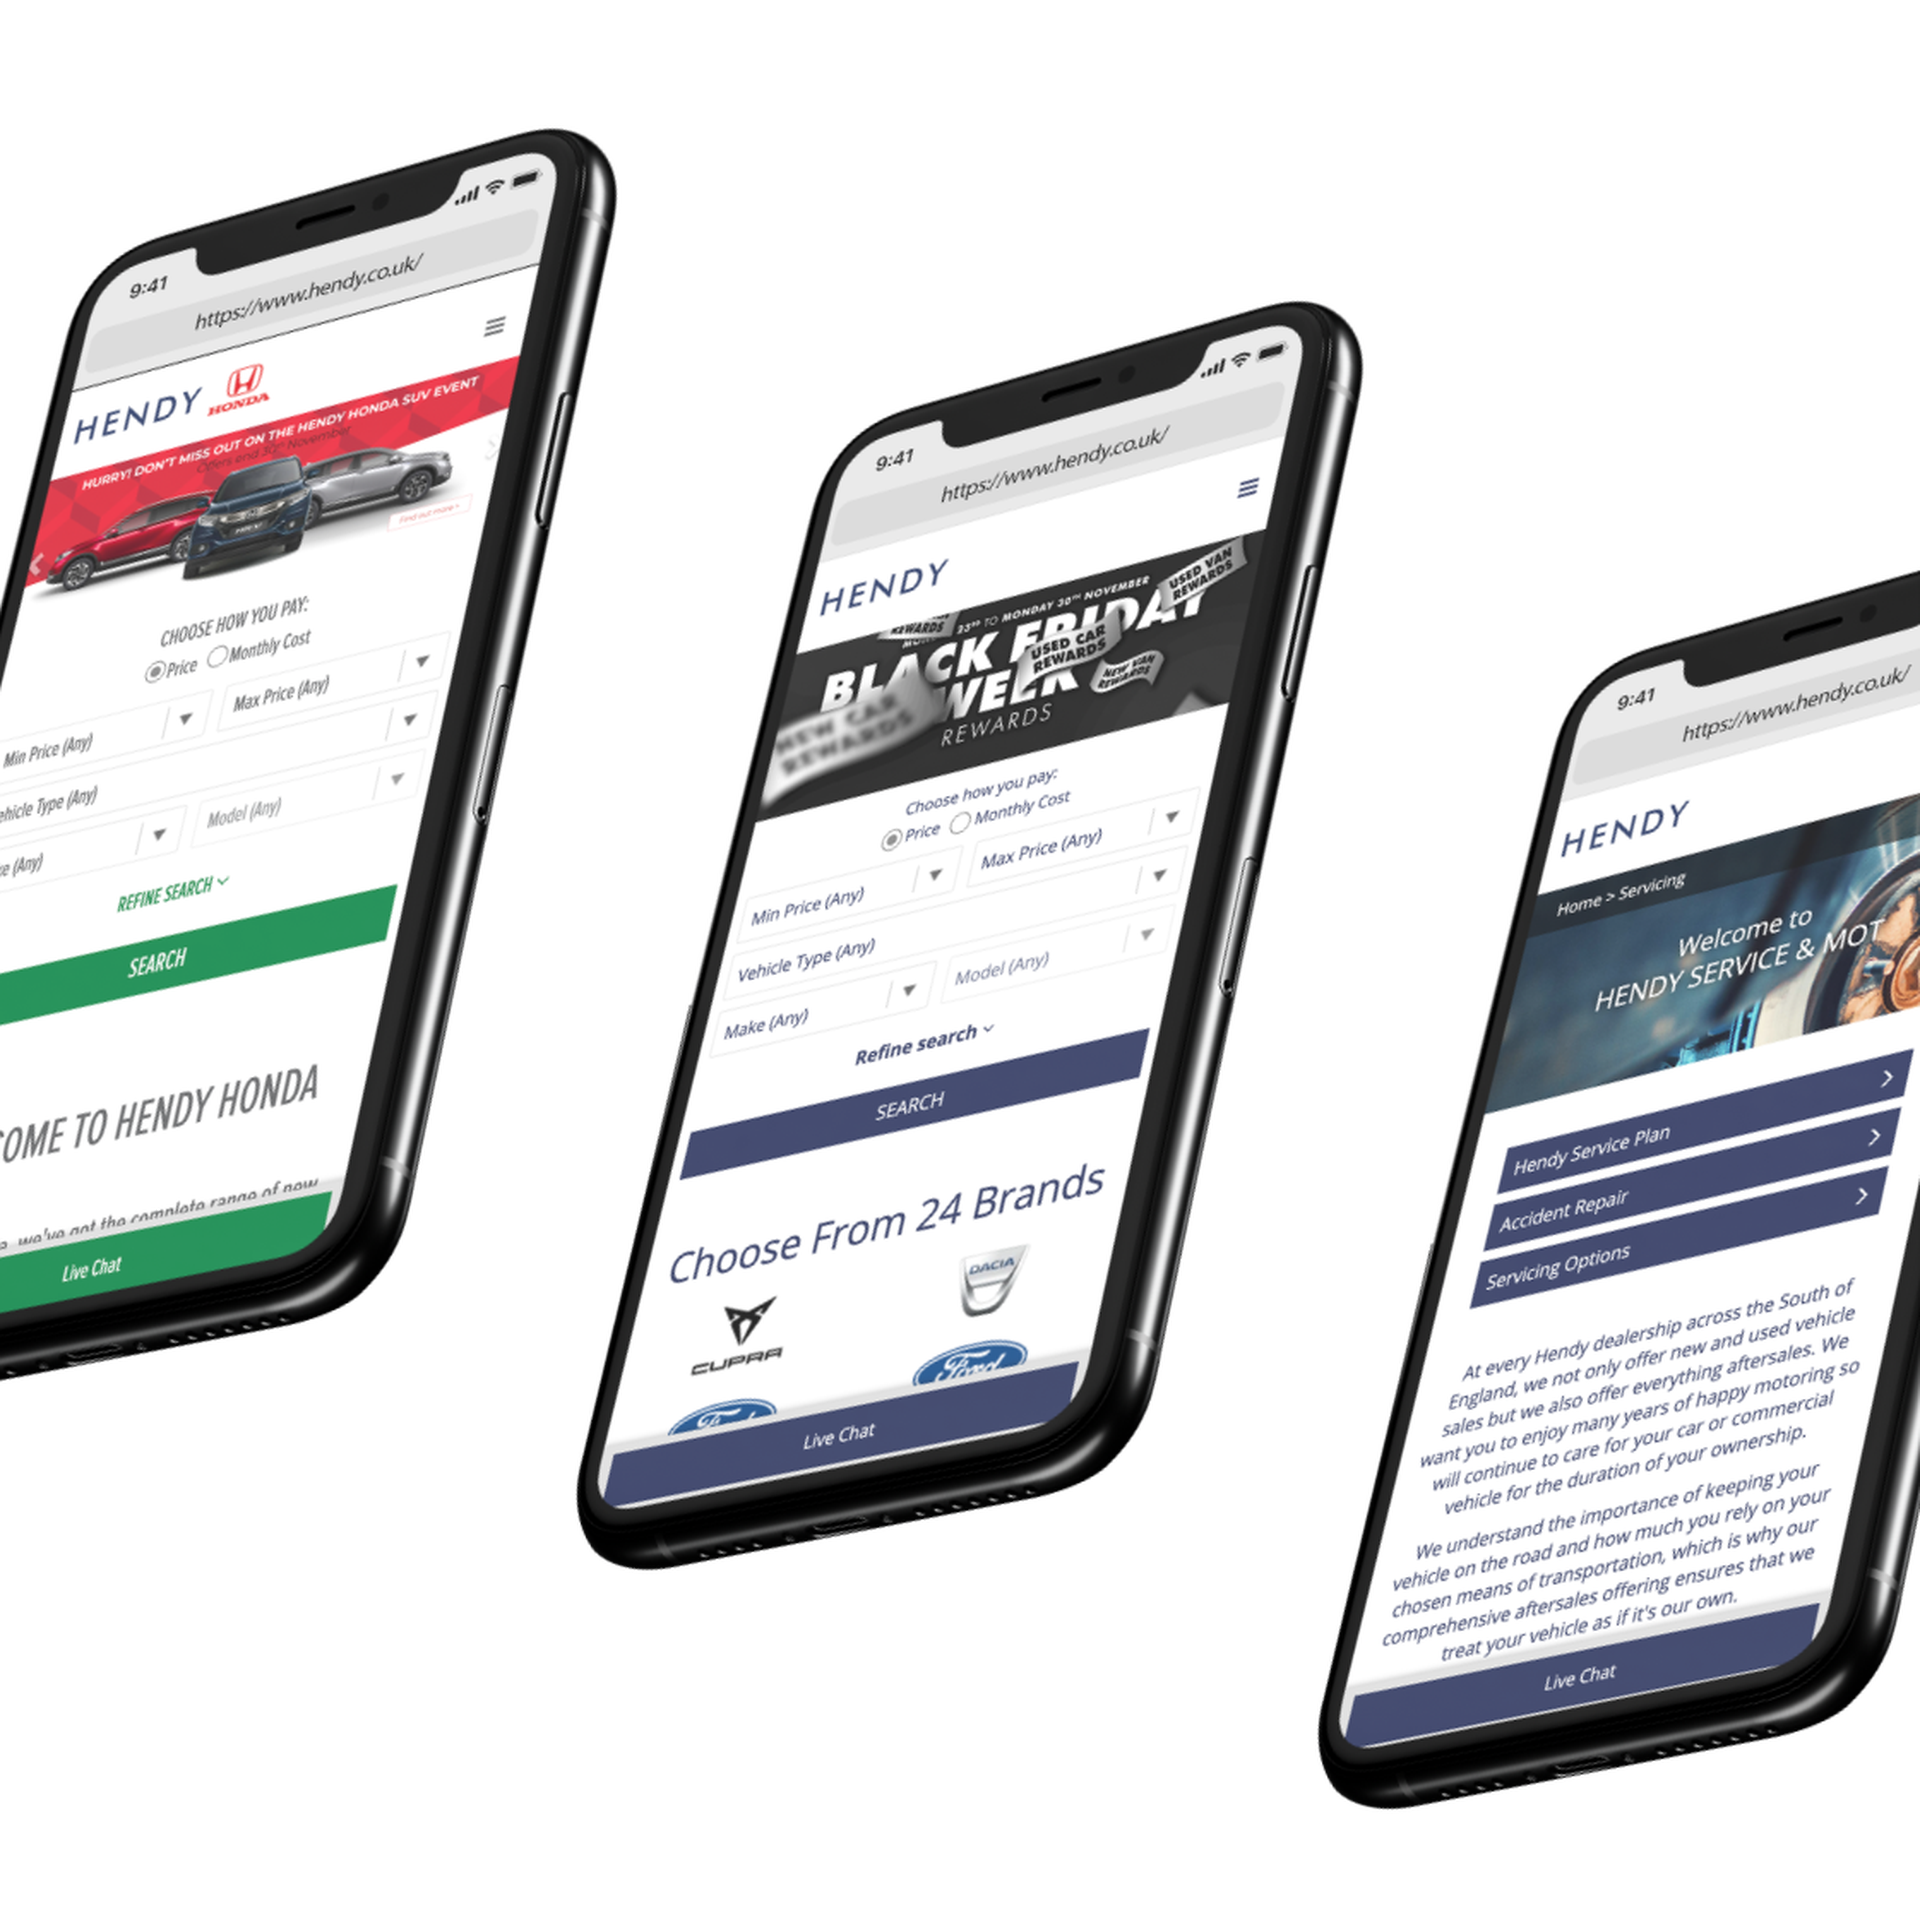 9:41
https://www.hendy.co.uk/
HENDY HONDA
HURRY! DON'T MISS OUT ON THE HENDY HONDA SUV EVENT
Offers end 30th November
Find out more >
CHOOSE HOW YOU PAY:
Price Monthly Cost
Min Price (Any) Max Price (Any)
ehicle Type (Any)
e (Any) Model (Any)
REFINE SEARCH
SEARCH
OME TO HENDY HONDA
we've got the complete range of new
Live Chat
9:41
https://www.hendy.co.uk/
HENDY
23RD TO MONDAY 30TH NOVEMBER
BLACK FRIDAY
WEEK
REWARDS
REWARDS
USED VAN
REWARDS
USED CAR
REWARDS
NEW VAN
REWARDS
NEW CAR
REWARDS
Choose how you pay:
Price Monthly Cost
Min Price (Any) Max Price (Any)
Vehicle Type (Any)
Make (Any) Model (Any)
Refine search
SEARCH
Choose From 24 Brands
CUPRA
DACIA
Ford
Ford
Live Chat
9:41
https://www.hendy.co.uk/
HENDY
Home > Servicing
Welcome to
HENDY SERVICE & MOT
Hendy Service Plan
Accident Repair
Servicing Options
At every Hendy dealership across the South of
England, we not only offer new and used vehicle
sales but we also offer everything aftersales. We
want you to enjoy many years of happy motoring so
will continue to care for your car or commercial
vehicle for the duration of your ownership.
We understand the importance of keeping your
vehicle on the road and how much you rely on your
chosen means of transportation, which is why our
comprehensive aftersales offering ensures that we
treat your vehicle as if it's our own.
Live Chat